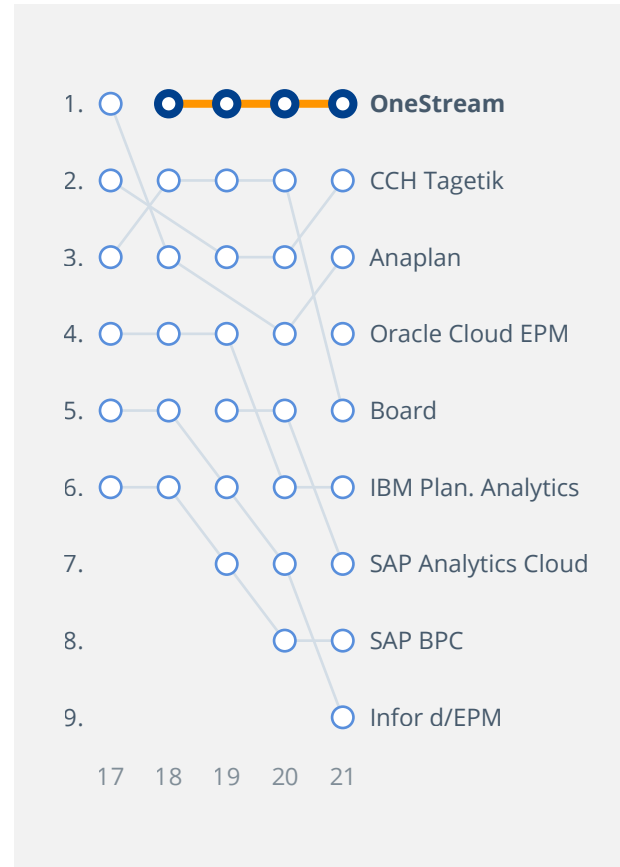 1. OneStream
2. CCH Tagetik
3. Anaplan
4. Oracle Cloud EPM
5. Board
6. IBM Plan. Analytics
7. SAP Analytics Cloud
8. SAP BPC
9. Infor d/EPM
17 18 19 20 21